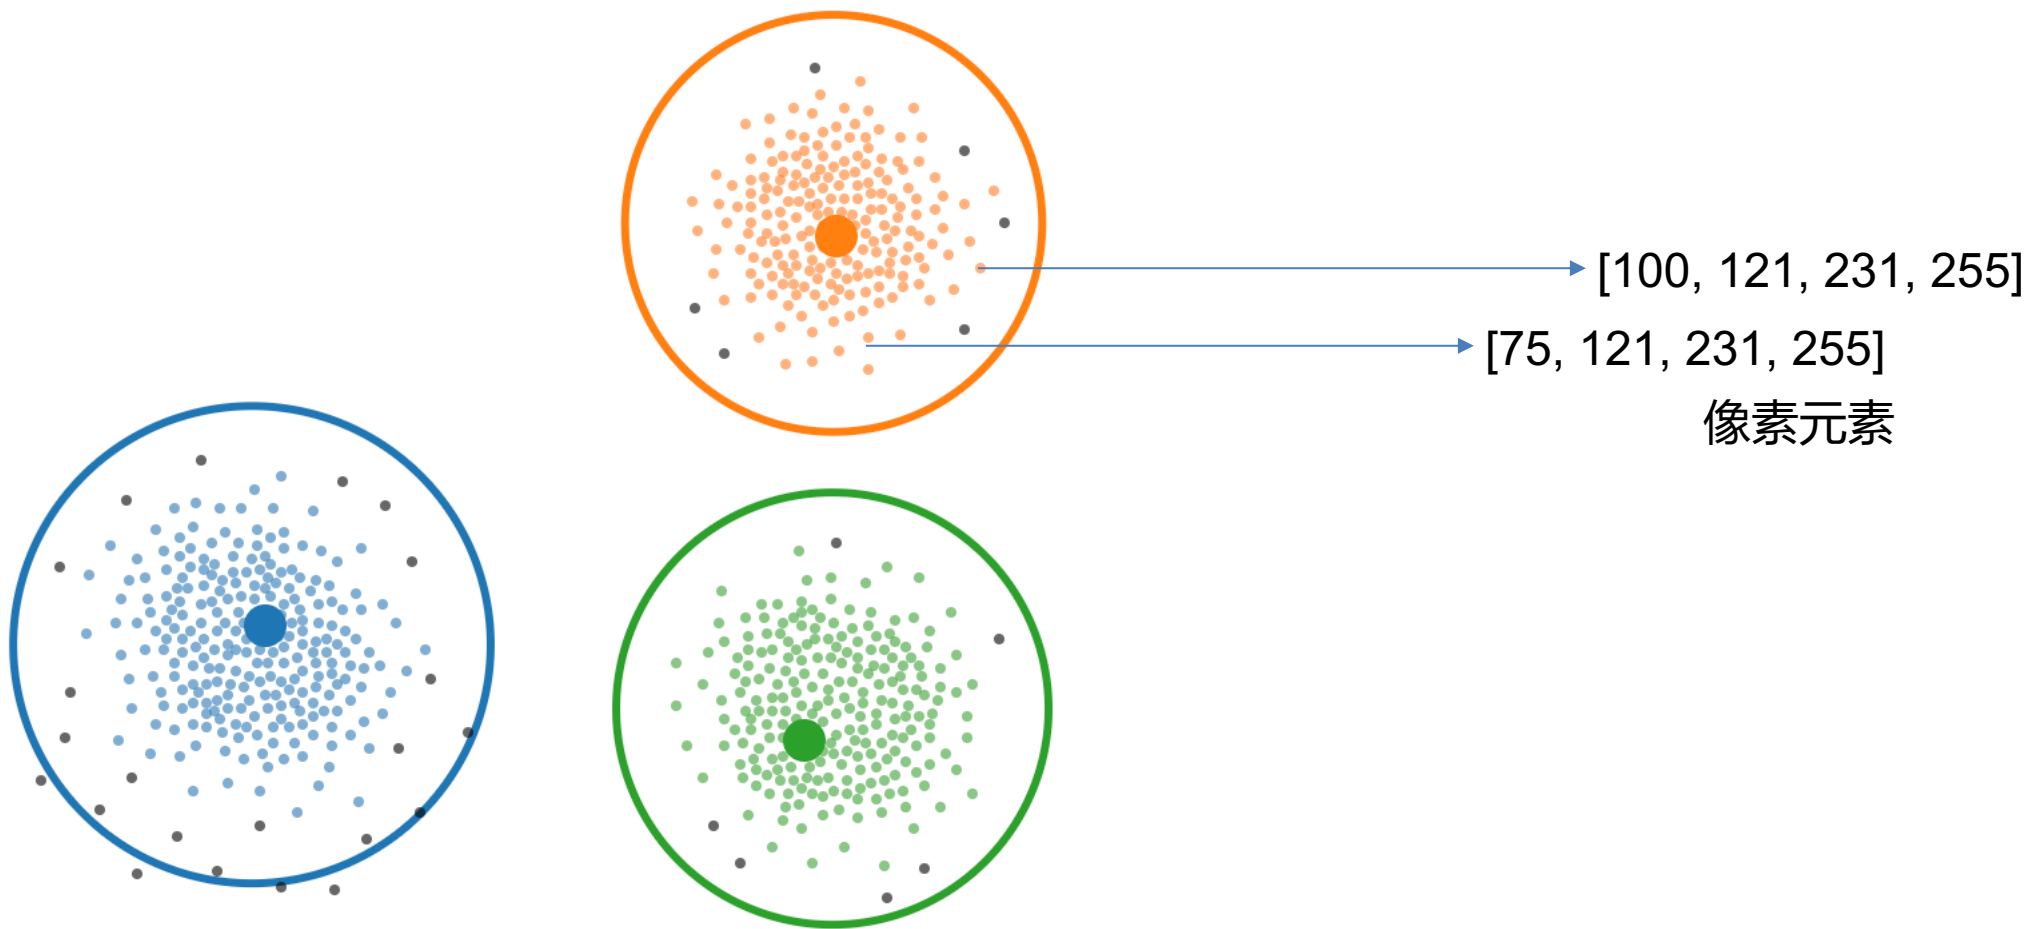 [100, 121, 231, 255]
[75, 121, 231, 255]
像素元素